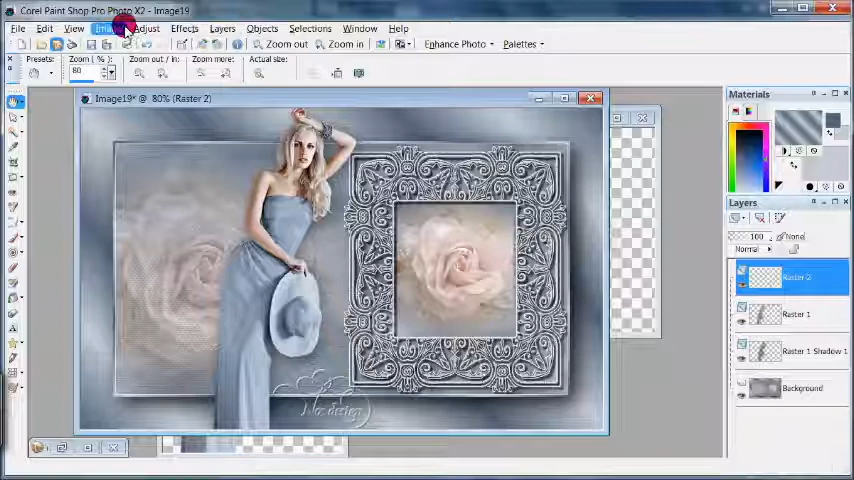 Corel Paint Shop Pro Photo X2 - Image19
File Edit View Image Adjust Effects Layers Objects Selections Window Help
Zoom out Zoom in Enhance Photo Palettes
Presets: Zoom ( % ): Zoom out / in: Zoom more: Actual size:
80
Image19* @ 80% (Raster 2)
Materials
Layers
100 None
Normal
Raster 2
Raster 1
Raster 1 Shadow 1
Background